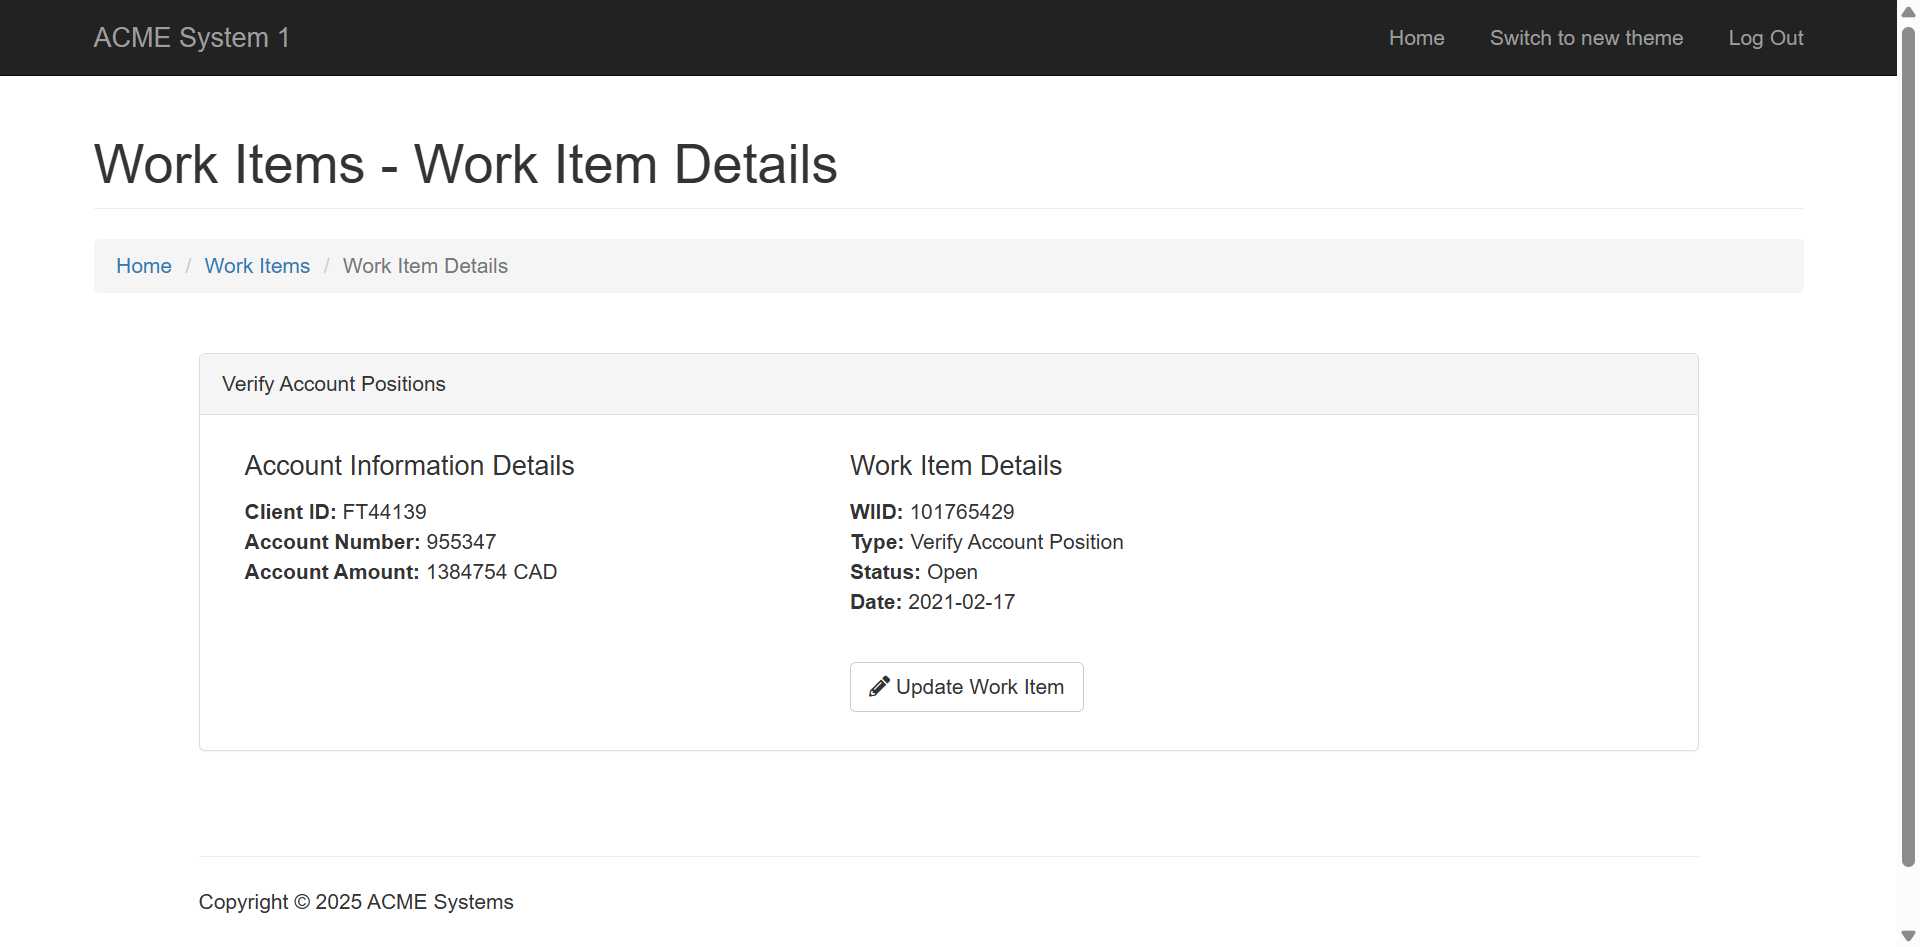 ACME System 1
Home
Switch to new theme
Log Out
Work Items - Work Item Details
Home / Work Items / Work Item Details
Verify Account Positions
Account Information Details
Client ID: FT44139
Account Number: 955347
Account Amount: 1384754 CAD
Work Item Details
WIID: 101765429
Type: Verify Account Position
Status: Open
Date: 2021-02-17
Update Work Item
Copyright © 2025 ACME Systems